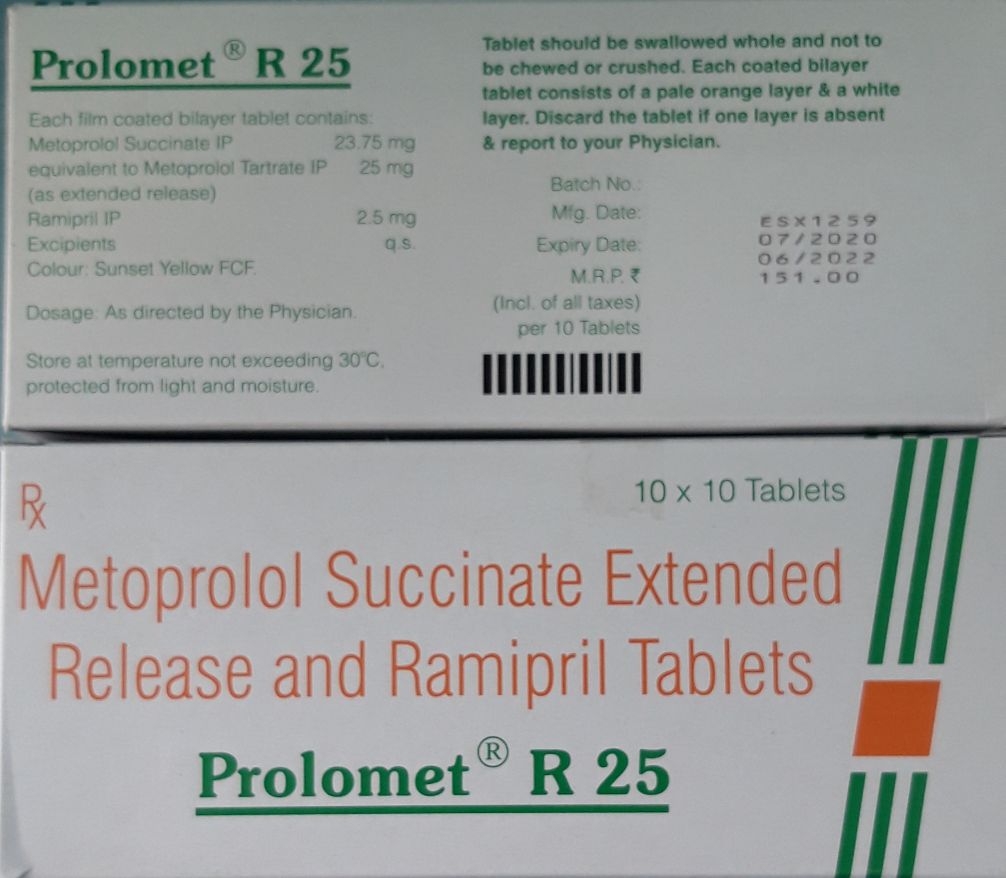 Prolomet® R 25
Each film coated bilayer tablet contains:
Metoprolol Succinate IP 23.75 mg
equivalent to Metoprolol Tartrate IP 25 mg
(as extended release)
Ramipril IP 2.5 mg
Excipients q.s.
Colour: Sunset Yellow FCF.
Dosage: As directed by the Physician.
Store at temperature not exceeding 30°C,
protected from light and moisture.
Tablet should be swallowed whole and not to
be chewed or crushed. Each coated bilayer
tablet consists of a pale orange layer & a white
layer. Discard the tablet if one layer is absent
& report to your Physician.
Batch No.:
Mfg. Date:
Expiry Date:
M.R.P. ₹
(Incl. of all taxes)
per 10 Tablets
ESX1259
07/2020
06/2022
151.00
Rx
10 x 10 Tablets
Metoprolol Succinate Extended
Release and Ramipril Tablets
Prolomet® R 25